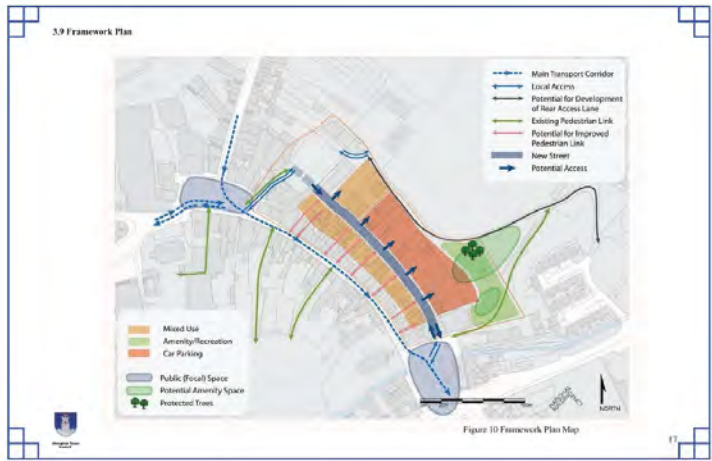 3.9 Framework Plan
Main Transport Corridor
Local Access
Potential for Development
of Rear Access Lane
Existing Pedestrian Link
Potential for Improved
Pedestrian Link
New Street
Potential Access
Mixed Use
Amenity/Recreation
Car Parking
Public (Focal) Space
Potential Amenity Space
Protected Trees
NORTH
Figure 10 Framework Plan Map
17